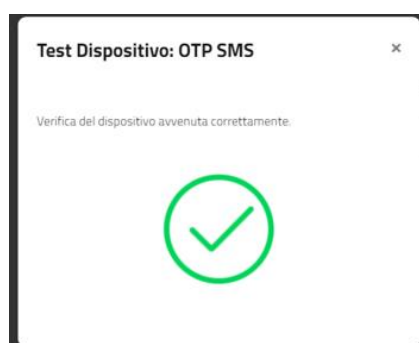 Test Dispositivo: OTP SMS
Verifica del dispositivo avvenuta correttamente.